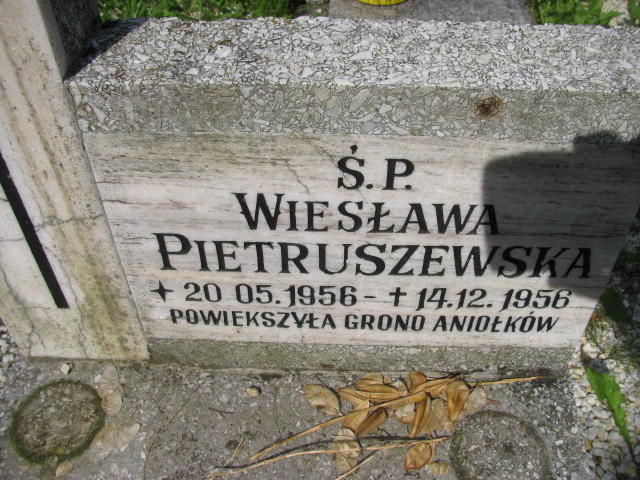 Ś.P.
WIESŁAWA
PIETRUSZEWSKA
✦ 20 05.1956 - ✝ 14.12.1956
POWIEKSZYŁA GRONO ANIOŁKÓW